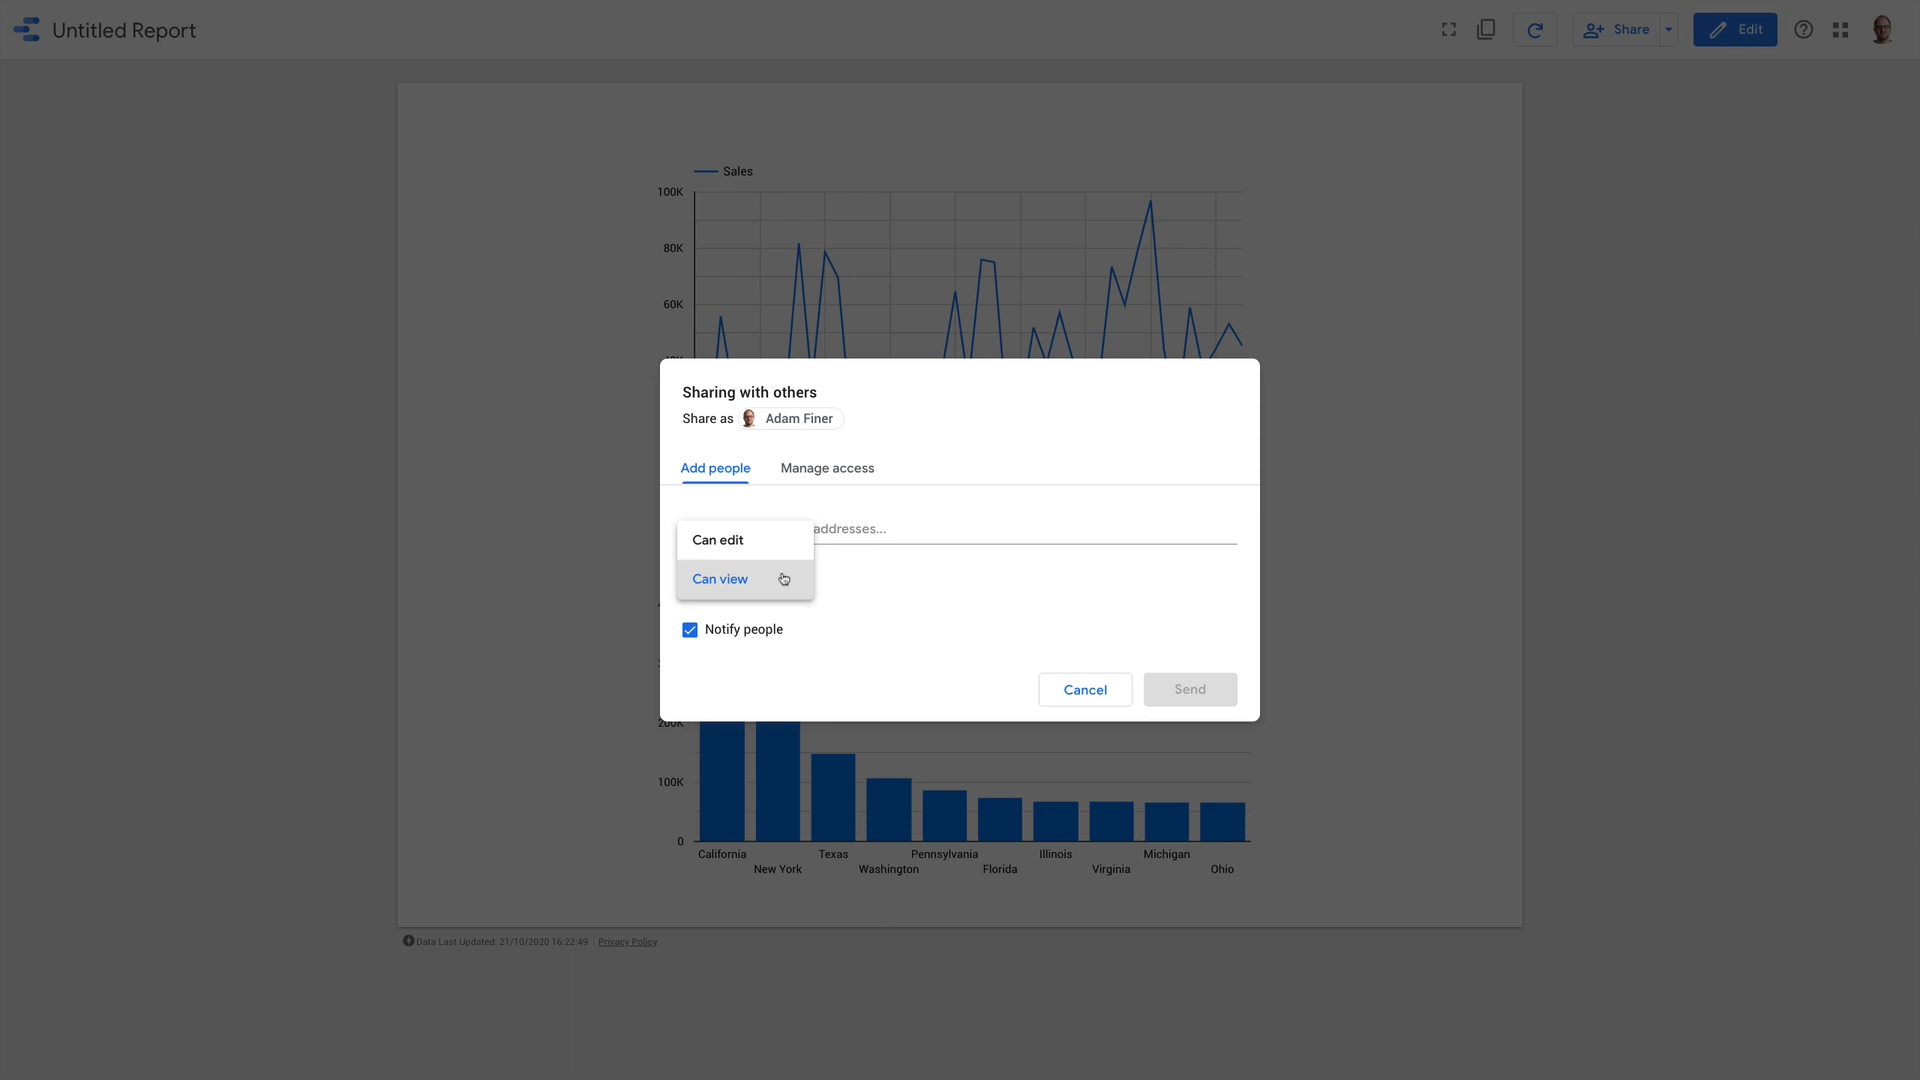 Untitled Report
Share
Edit
Sales
100K
80K
60K
Sharing with others
Share as Adam Finer
Add people Manage access
addresses...
Can edit
Can view
Notify people
Cancel Send
200K
100K
0
California Texas Pennsylvania Illinois Michigan
New York Washington Florida Virginia Ohio
Data Last Updated: 21/10/2020 16:22:49 Privacy Policy